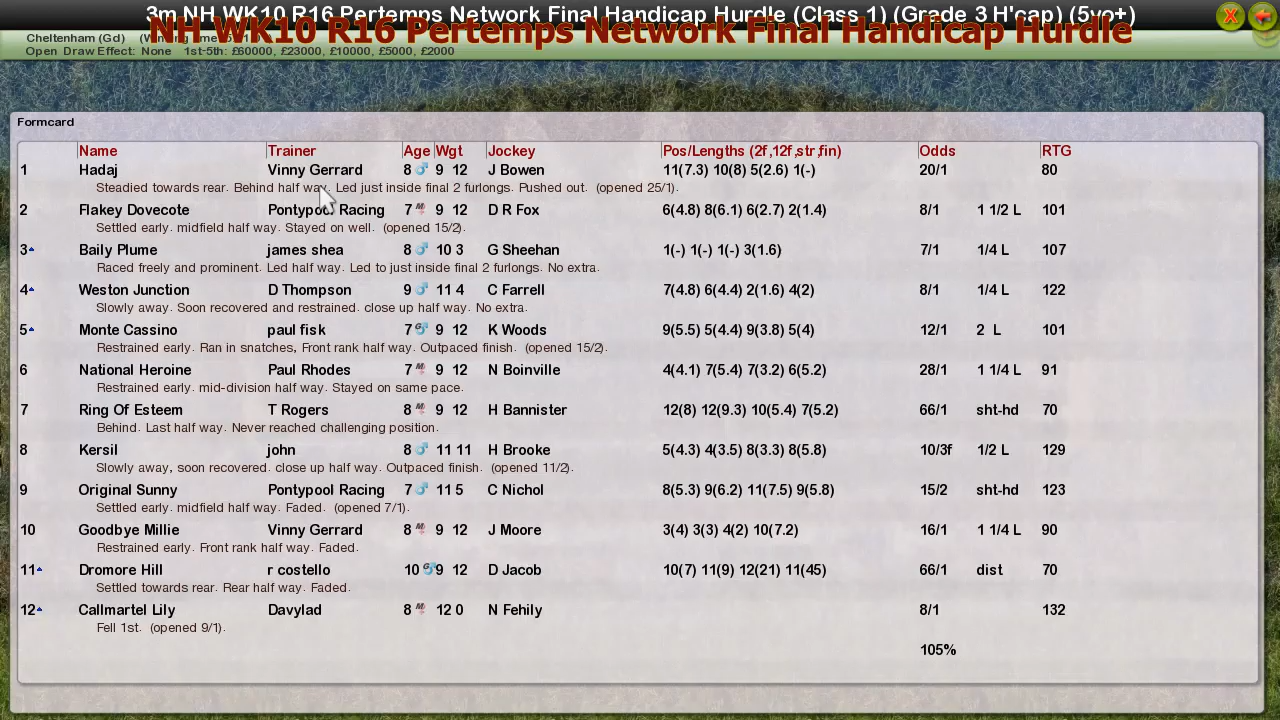 3m NH WK10 R16 Pertemps Network Final Handicap Hurdle (Class 1) (Grade 3 H'cap) (5yo+)
NH WK10 R16 Pertemps Network Final Handicap Hurdle
Cheltenham (Gd)
Open Draw Effect: None 1st-5th: £60000, £23000, £10000, £5000, £2000
Formcard
Name Trainer Age Wgt Jockey Pos/Lengths (2f,12f,str,fin) Odds RTG
1 Hadaj Vinny Gerrard 8 9 12 J Bowen 11(7.3) 10(8) 5(2.6) 1(-) 20/1 80
Steadied towards rear. Behind half way. Led just inside final 2 furlongs. Pushed out. (opened 25/1).
2 Flakey Dovecote Pontypool Racing 7 M 9 12 D R Fox 6(4.8) 8(6.1) 6(2.7) 2(1.4) 8/1 1 1/2 L 101
Settled early. midfield half way. Stayed on well. (opened 15/2).
3 Baily Plume james shea 8 10 3 G Sheehan 1(-) 1(-) 1(-) 3(1.6) 7/1 1/4 L 107
Raced freely and prominent. Led half way. Led to just inside final 2 furlongs. No extra.
4 Weston Junction D Thompson 9 11 4 C Farrell 7(4.8) 6(4.4) 2(1.6) 4(2) 8/1 1/4 L 122
Slowly away. Soon recovered and restrained. close up half way. No extra.
5 Monte Cassino paul fisk 7 G 9 12 K Woods 9(5.5) 5(4.4) 9(3.8) 5(4) 12/1 2 L 101
Restrained early. Ran in snatches, Front rank half way. Outpaced finish. (opened 15/2).
6 National Heroine Paul Rhodes 7 M 9 12 N Boinville 4(4.1) 7(5.4) 7(3.2) 6(5.2) 28/1 1 1/4 L 91
Restrained early. mid-division half way. Stayed on same pace.
7 Ring Of Esteem T Rogers 8 M 9 12 H Bannister 12(8) 12(9.3) 10(5.4) 7(5.2) 66/1 sht-hd 70
Behind. Last half way. Never reached challenging position.
8 Kersil john 8 11 11 H Brooke 5(4.3) 4(3.5) 8(3.3) 8(5.8) 10/3f 1/2 L 129
Slowly away, soon recovered. close up half way. Outpaced finish. (opened 11/2).
9 Original Sunny Pontypool Racing 7 11 5 C Nichol 8(5.3) 9(6.2) 11(7.5) 9(5.8) 15/2 sht-hd 123
Settled early. midfield half way. Faded. (opened 7/1).
10 Goodbye Millie Vinny Gerrard 8 M 9 12 J Moore 3(4) 3(3) 4(2) 10(7.2) 16/1 1 1/4 L 90
Restrained early. Front rank half way. Faded.
11 Dromore Hill r costello 10 G 9 12 D Jacob 10(7) 11(9) 12(21) 11(45) 66/1 dist 70
Settled towards rear. Rear half way. Faded.
12 Callmartel Lily Davylad 8 M 12 0 N Fehily 8/1 132
Fell 1st. (opened 9/1).
105%